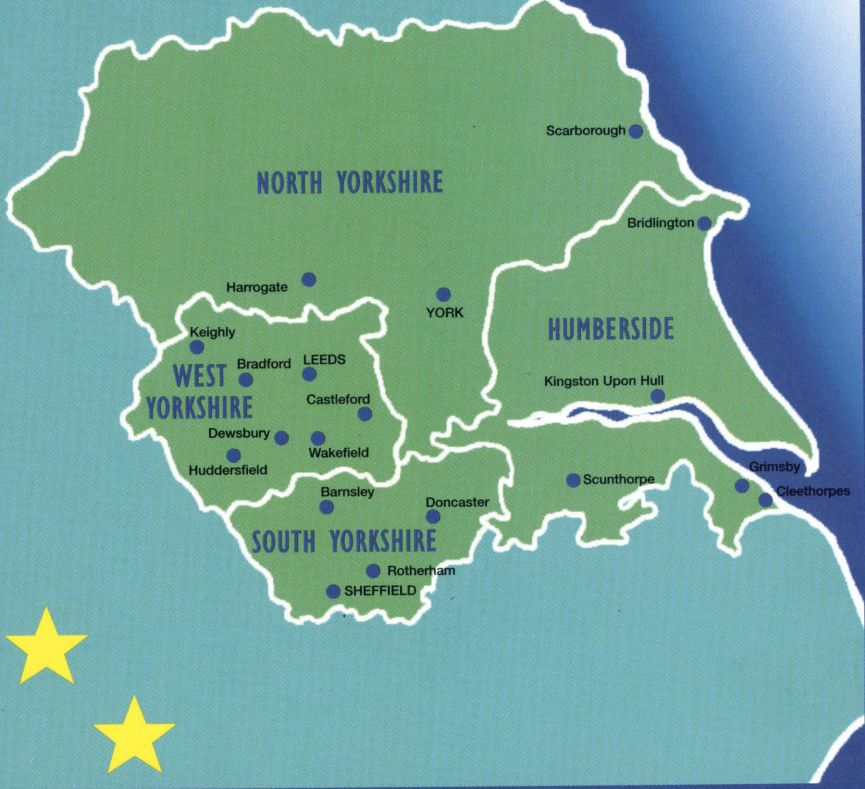 Scarborough
NORTH YORKSHIRE
Bridlington
Harrogate
YORK
HUMBERSIDE
Keighly
Bradford
LEEDS
WEST
YORKSHIRE
Castleford
Kingston Upon Hull
Dewsbury
Wakefield
Huddersfield
Grimsby
Scunthorpe
Cleethorpes
Barnsley
Doncaster
SOUTH YORKSHIRE
Rotherham
SHEFFIELD